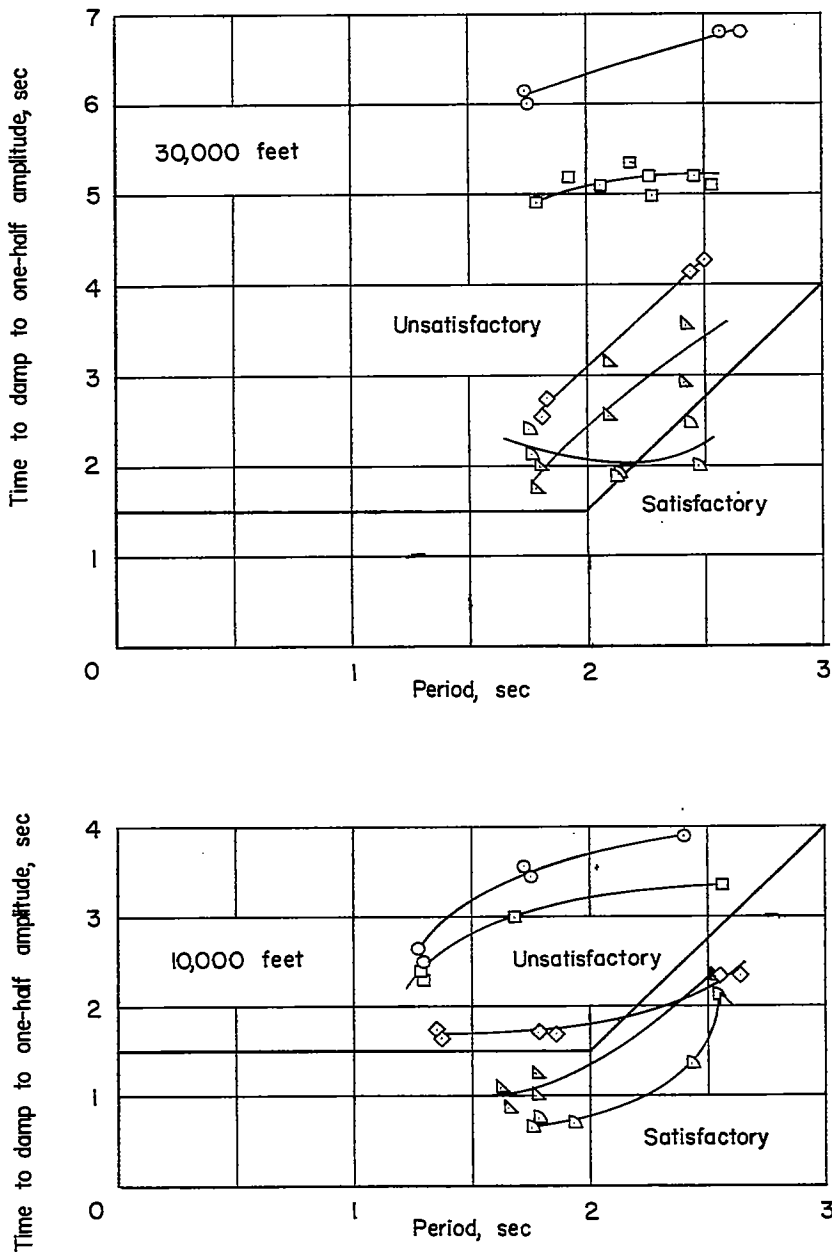 Time to damp to one-half amplitude, sec
7
6
5
4
3
2
1
0
30,000 feet
Unsatisfactory
Satisfactory
1
2
3
Period, sec
Time to damp to one-half amplitude, sec
4
3
2
1
0
10,000 feet
Unsatisfactory
Satisfactory
1
2
3
Period, sec